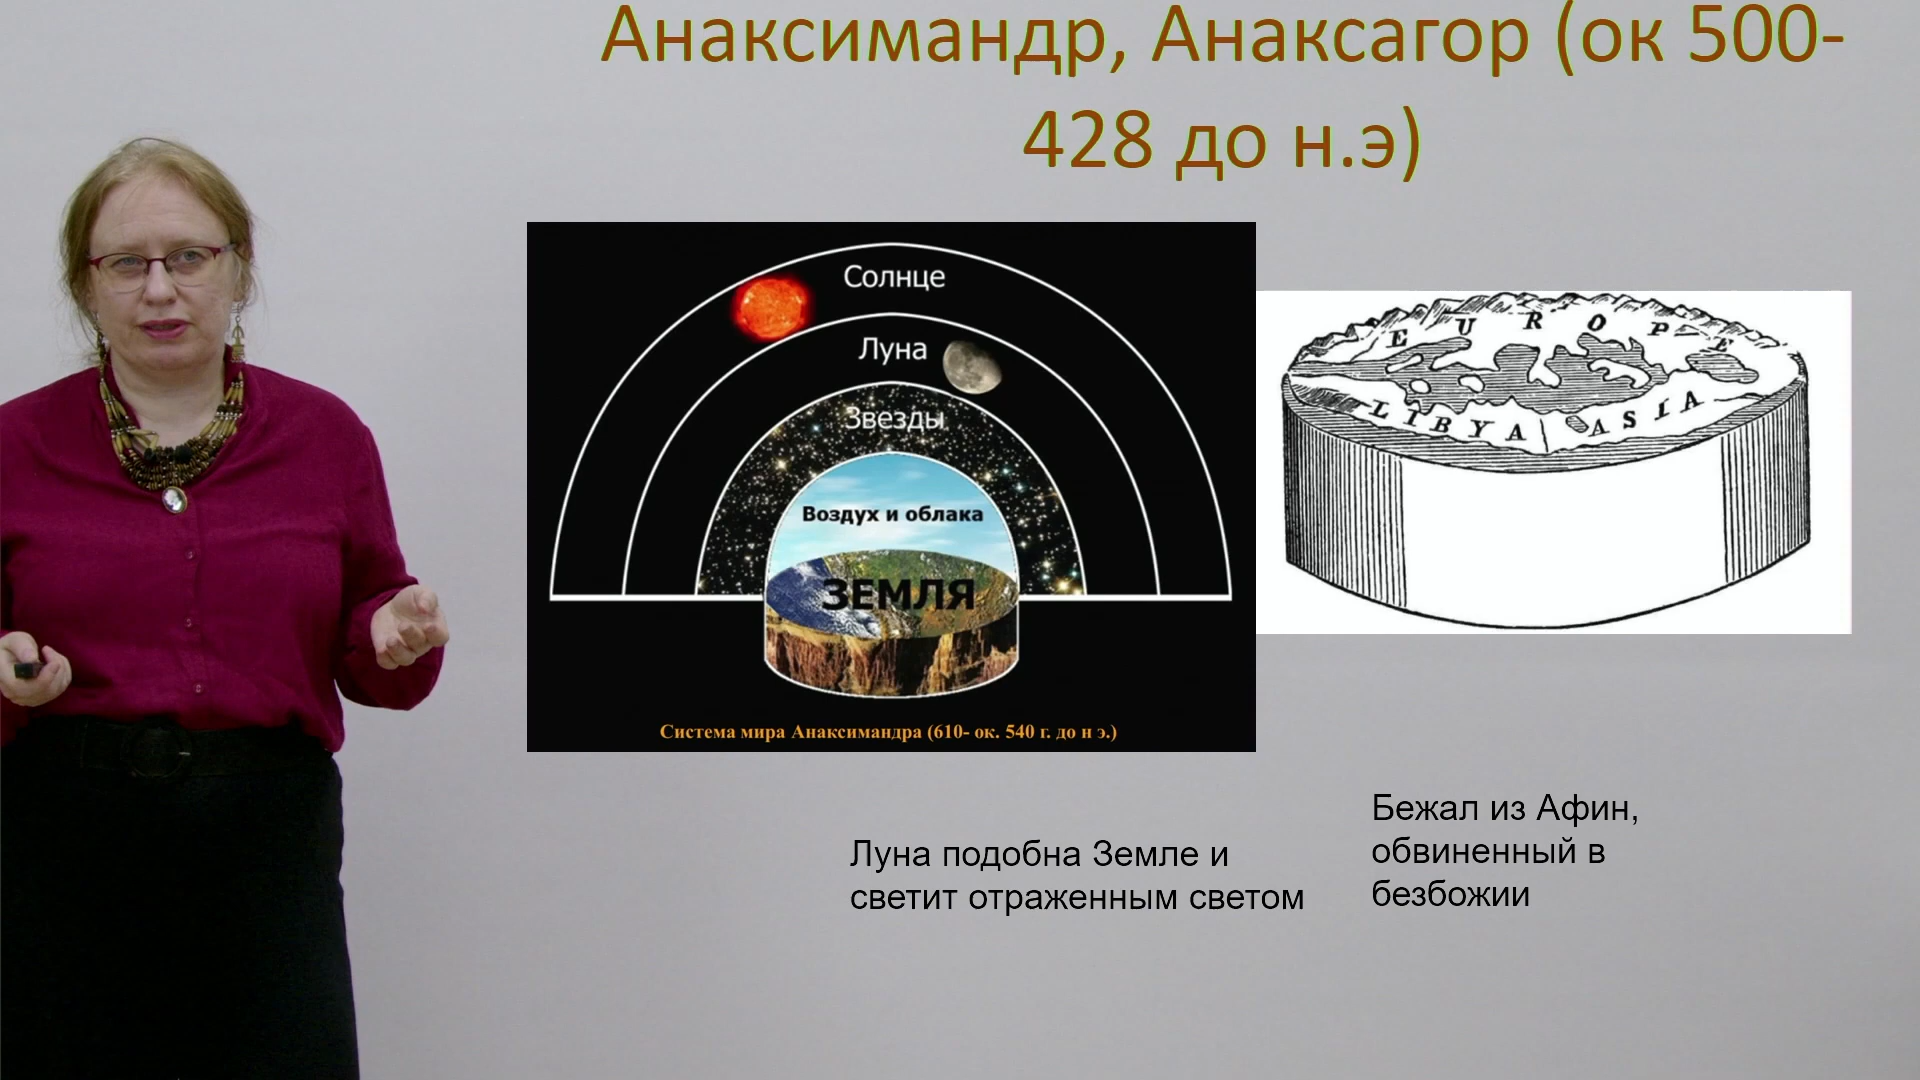 Анаксимандр, Анаксагор (ок 500-
428 до н.э)
Солнце
Луна
Звезды
Воздух и облака
ЗЕМЛЯ
Система мира Анаксимандра (610- ок. 540 г. до н э.)
EUROPE
LIBYA ASIA
Луна подобна Земле и
светит отраженным светом
Бежал из Афин,
обвиненный в
безбожии